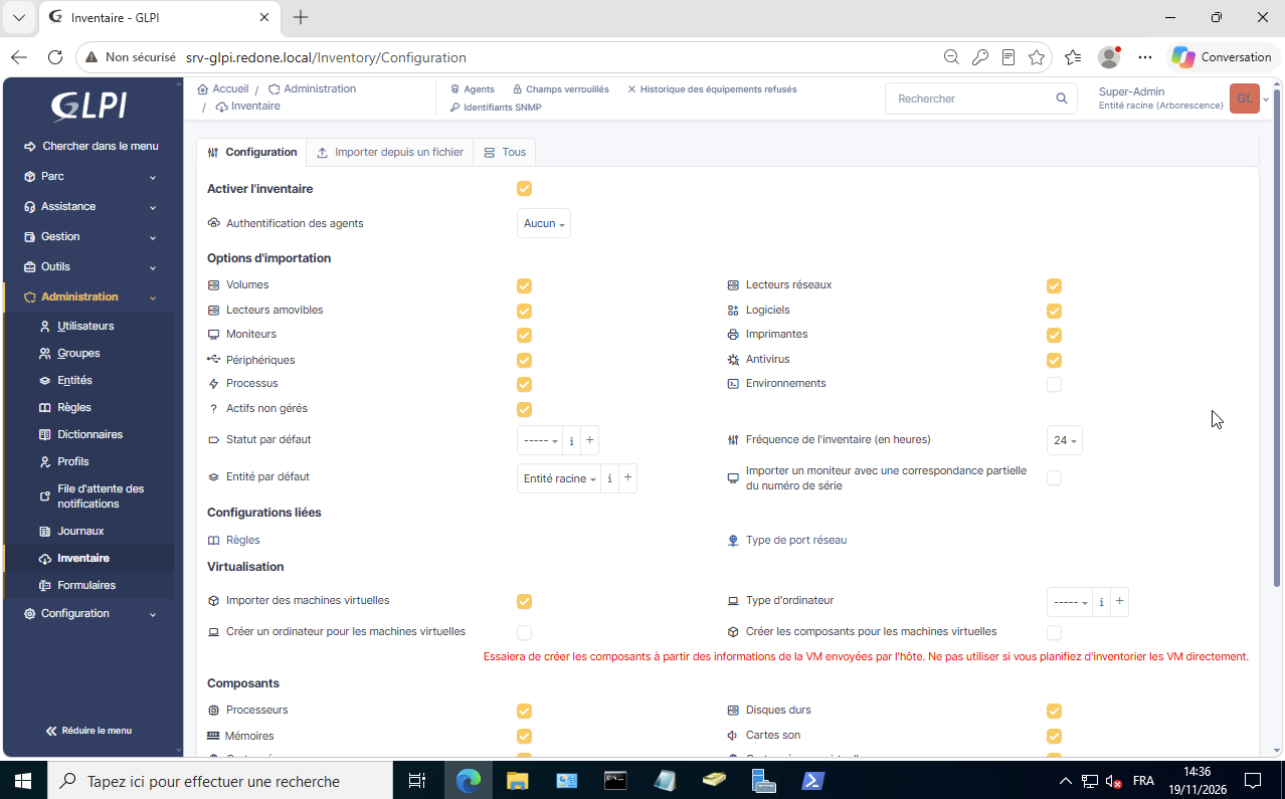 Inventaire - GLPI
Non sécurisé srv-glpi.redone.local/Inventory/Configuration
Conversation
GLPI
Chercher dans le menu
Parc
Assistance
Gestion
Outils
Administration
Utilisateurs
Groupes
Entités
Règles
Dictionnaires
Profils
File d'attente des
notifications
Journaux
Inventaire
Formulaires
Configuration
Réduire le menu
Accueil / Administration
/ Inventaire
Agents Champs verrouillés Historique des équipements refusés
Identifiants SNMP
Rechercher
Super-Admin
Entité racine (Arborescence)
GL
Configuration Importer depuis un fichier Tous
Activer l'inventaire
Authentification des agents Aucun
Options d'importation
Volumes Lecteurs réseaux
Lecteurs amovibles Logiciels
Moniteurs Imprimantes
Périphériques Antivirus
Processus Environnements
? Actifs non gérés
Statut par défaut ----- i + Fréquence de l'inventaire (en heures) 24
Entité par défaut Entité racine i + Importer un moniteur avec une correspondance partielle
du numéro de série
Configurations liées
Règles Type de port réseau
Virtualisation
Importer des machines virtuelles Type d'ordinateur ----- i +
Créer un ordinateur pour les machines virtuelles Créer les composants pour les machines virtuelles
Essaiera de créer les composants à partir des informations de la VM envoyées par l'hôte. Ne pas utiliser si vous planifiez d'inventorier les VM directement.
Composants
Processeurs Disques durs
Mémoires Cartes son
Tapez ici pour effectuer une recherche
FRA
14:36
19/11/2026